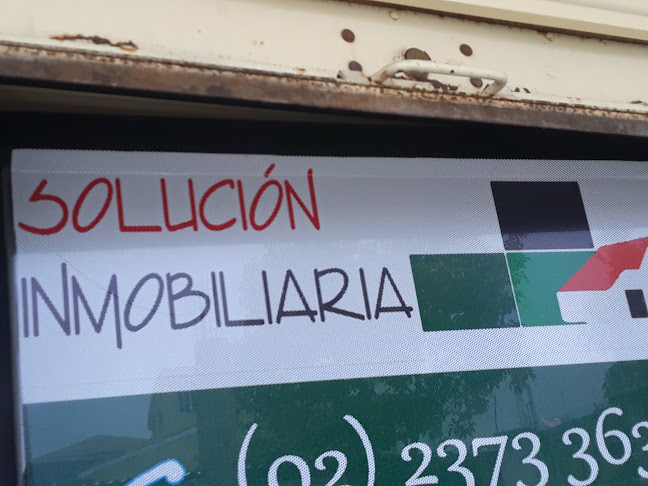 SOLUCIÓN
INMOBILIARIA
(02) 2373 363